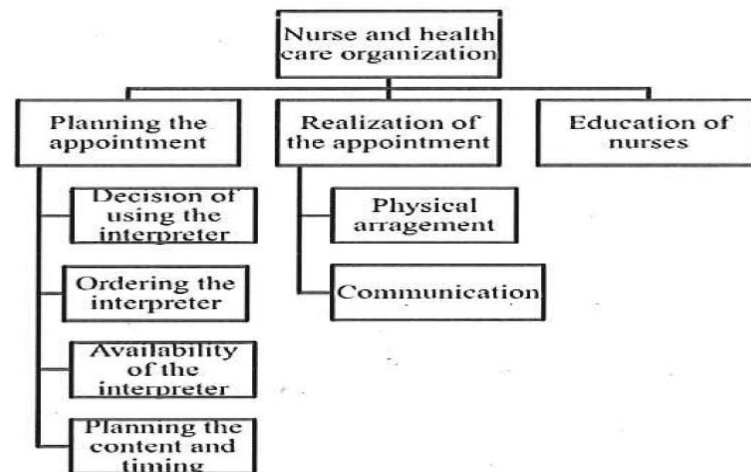 Nurse and health
care organization
Planning the
appointment
Realization of
the appointment
Education of
nurses
Decision of
using the
interpreter
Ordering the
interpreter
Availability
of the
interpreter
Planning the
content and
timing
Physical
arragement
Communication